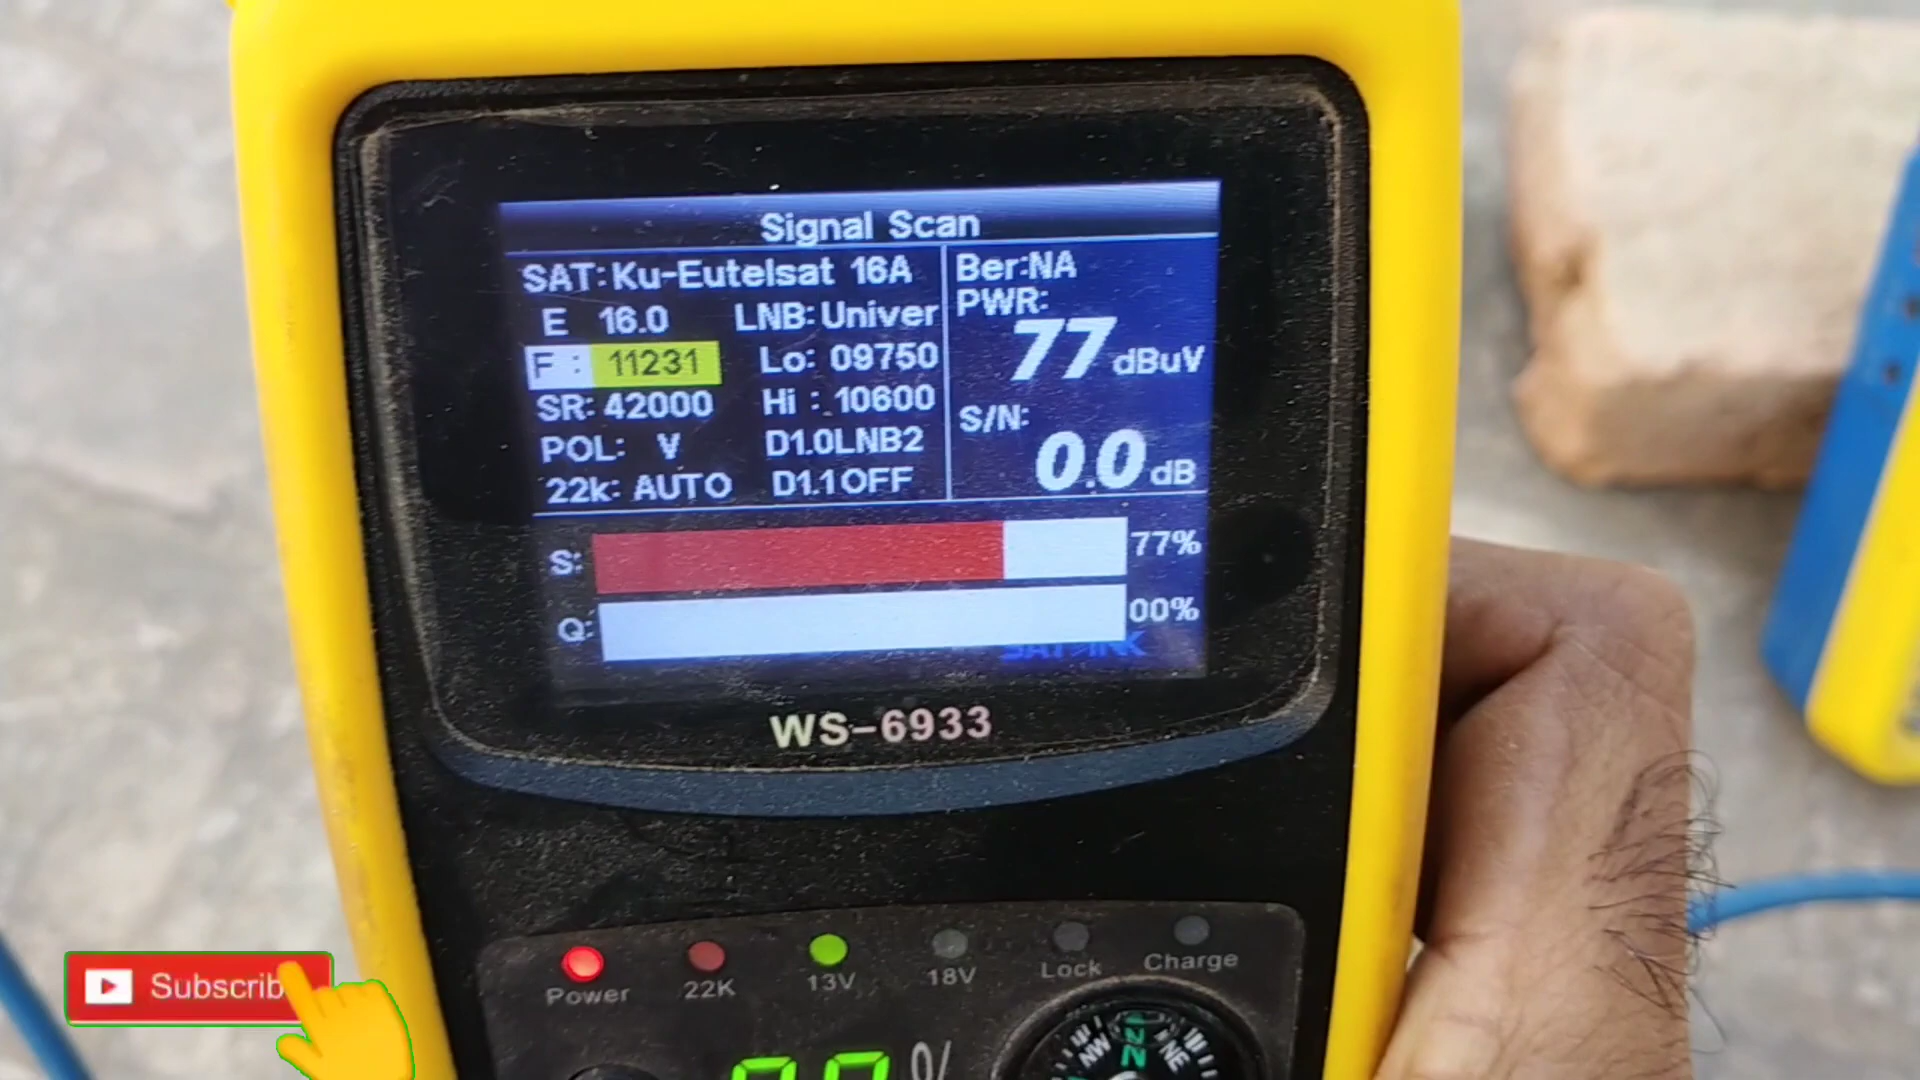 Signal Scan
SAT: Ku-Eutelsat 16A
E 16.0 LNB: Univer
F : 11231 Lo: 09750
SR: 42000 Hi : 10600
POL: V D1.0LNB2
22k: AUTO D1.1OFF
Ber:NA
PWR:
77 dBuV
S/N:
0.0 dB
S: 77%
Q: 00%
WS-6933
Power 22K 13V 18V Lock Charge
%
NW N NE
Subscrib